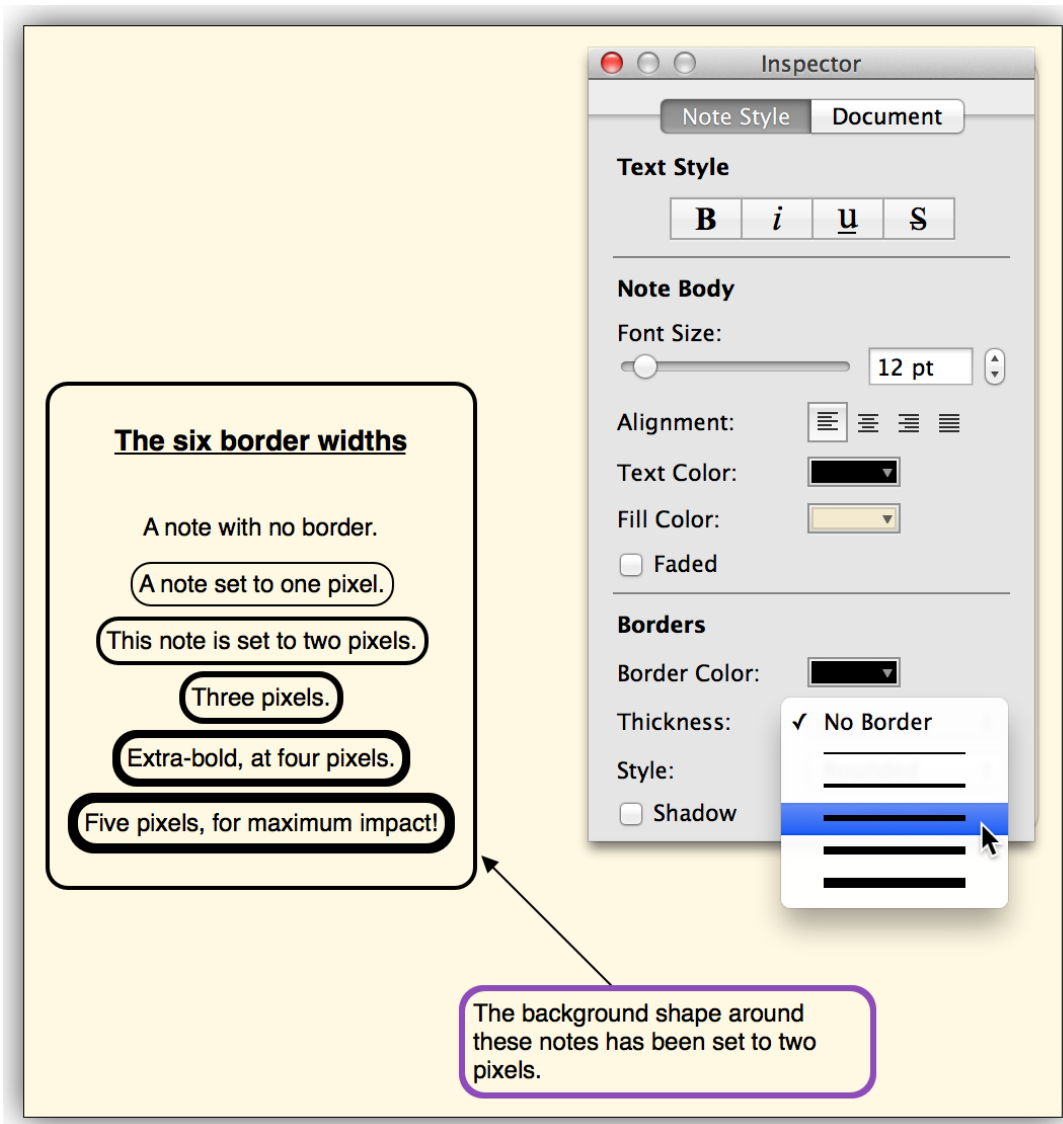 Inspector
Note Style Document
Text Style
B i u S
Note Body
Font Size:
12 pt
Alignment:
Text Color:
Fill Color:
Faded
Borders
Border Color:
Thickness:
✓ No Border
Style:
Rounded
Shadow
The six border widths
A note with no border.
A note set to one pixel.
This note is set to two pixels.
Three pixels.
Extra-bold, at four pixels.
Five pixels, for maximum impact!
The background shape around
these notes has been set to two
pixels.